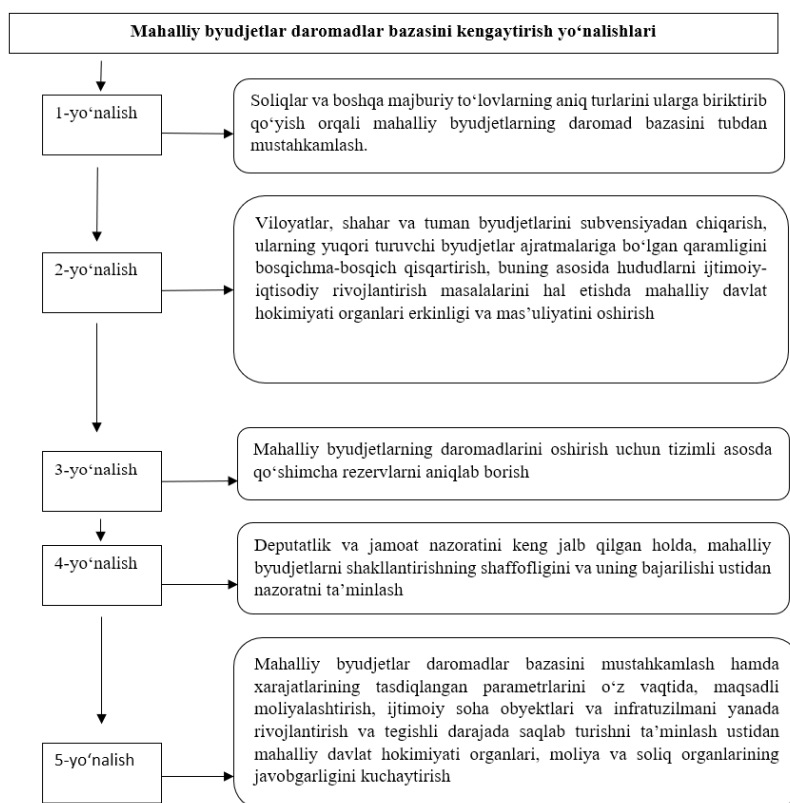 Mahalliy byudjetlar daromadlar bazasini kengaytirish yo‘nalishlari
1-yo‘nalish
Soliqlar va boshqa majburiy to‘lovlarning aniq turlarini ularga biriktirib
qo‘yish orqali mahalliy byudjetlarning daromad bazasini tubdan
mustahkamlash.
2-yo‘nalish
Viloyatlar, shahar va tuman byudjetlarini subvensiyadan chiqarish,
ularning yuqori turuvchi byudjetlar ajratmalariga bo‘lgan qaramligini
bosqichma-bosqich qisqartirish, buning asosida hududlarni ijtimoiy-
iqtisodiy rivojlantirish masalalarini hal etishda mahalliy davlat
hokimiyati organlari erkinligi va mas’uliyatini oshirish
3-yo‘nalish
Mahalliy byudjetlarning daromadlarini oshirish uchun tizimli asosda
qo‘shimcha rezervlarni aniqlab borish
4-yo‘nalish
Deputatlik va jamoat nazoratini keng jalb qilgan holda, mahalliy
byudjetlarni shakllantirishning shaffofligini va uning bajarilishi ustidan
nazoratni ta’minlash
5-yo‘nalish
Mahalliy byudjetlar daromadlar bazasini mustahkamlash hamda
xarajatlarining tasdiqlangan parametrlarini o‘z vaqtida, maqsadli
moliyalashtirish, ijtimoiy soha obyektlari va infratuzilmani yanada
rivojlantirish va tegishli darajada saqlab turishni ta’minlash ustidan
mahalliy davlat hokimiyati organlari, moliya va soliq organlarining
javobgarligini kuchaytirish